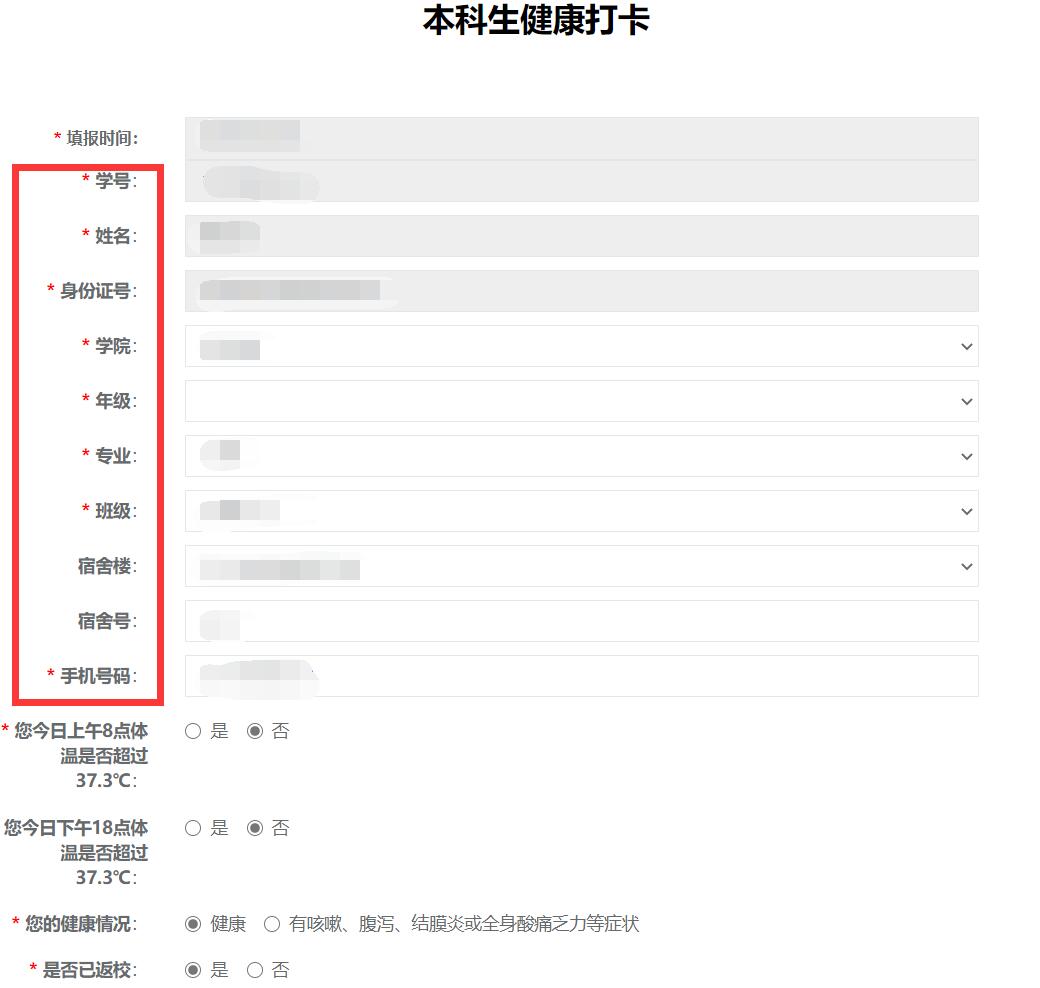 本科生健康打卡
* 填报时间:
* 学号:
* 姓名:
* 身份证号:
* 学院:
* 年级:
* 专业:
* 班级:
宿舍楼:
宿舍号:
* 手机号码:
* 您今日上午8点体
温是否超过
37.3℃:
是 否
您今日下午18点体
温是否超过
37.3℃:
是 否
* 您的健康情况: 健康 有咳嗽、腹泻、结膜炎或全身酸痛乏力等症状
* 是否已返校: 是 否